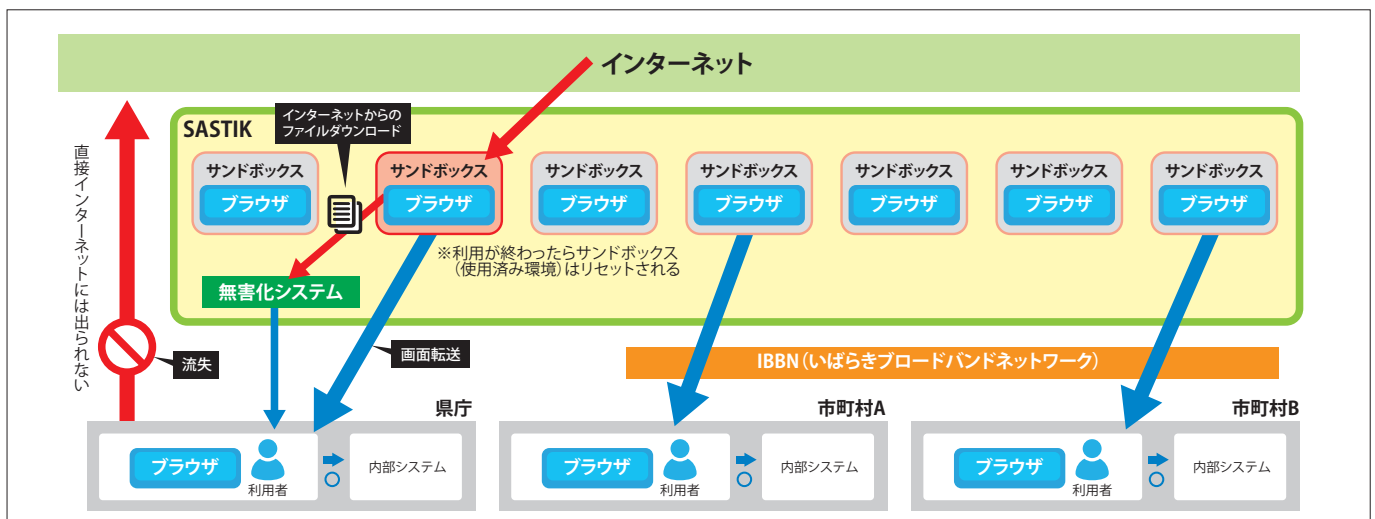 インターネット
SASTIK
インターネットからの
ファイルダウンロード
サンドボックス
ブラウザ
サンドボックス
ブラウザ
サンドボックス
ブラウザ
サンドボックス
ブラウザ
サンドボックス
ブラウザ
サンドボックス
ブラウザ
サンドボックス
ブラウザ
※利用が終わったらサンドボックス
(使用済み環境)はリセットされる
無害化システム
直接インターネットには出られない
流失
画面転送
IBBN(いばらきブロードバンドネットワーク)
県庁
ブラウザ
利用者
内部システム
市町村A
ブラウザ
利用者
内部システム
市町村B
ブラウザ
利用者
内部システム